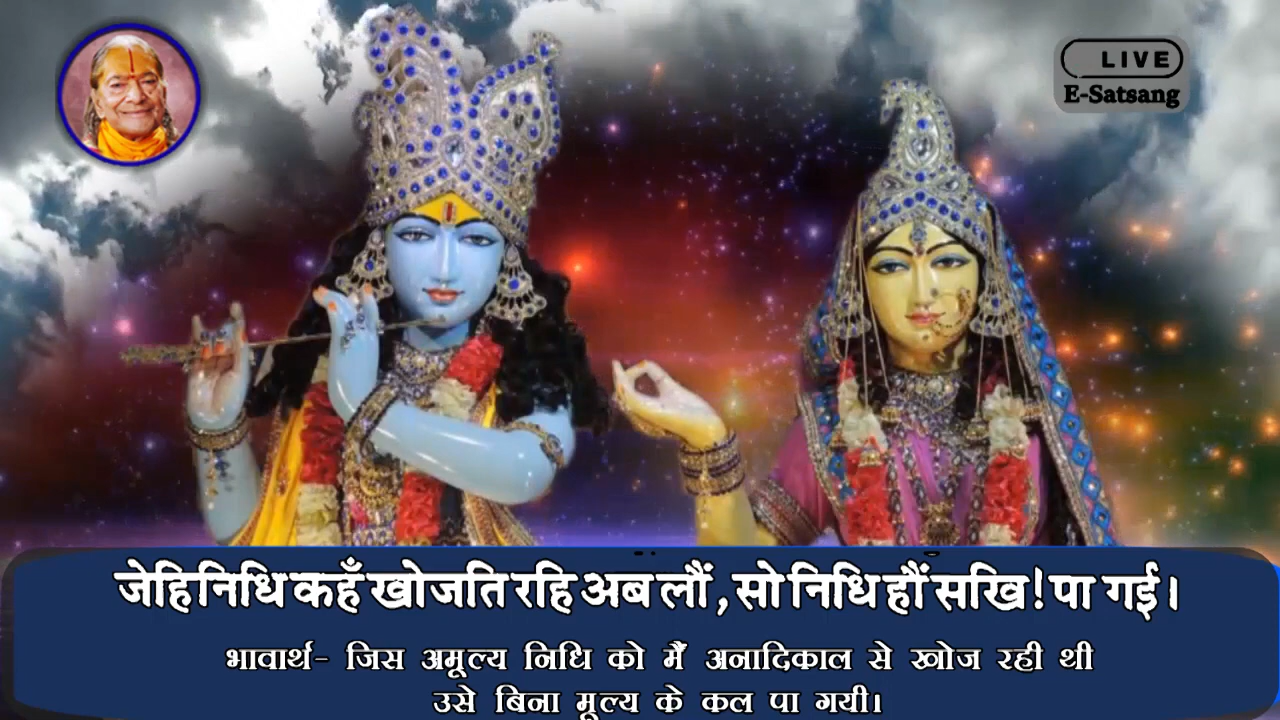 LIVE
E-Satsang
जेहि निधि कहँ खोजति रहि अब लौं, सो निधि हौं सखि! पा गई।
भावार्थ- जिस अमूल्य निधि को मैं अनादिकाल से खोज रही थी
उसे बिना मूल्य के कल पा गयी।